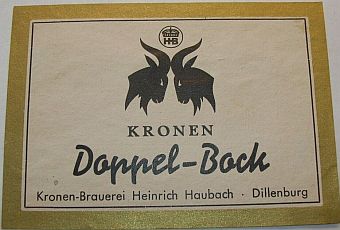 H-B
KRONEN
Doppel-Bock
Kronen-Brauerei Heinrich Haubach · Dillenburg